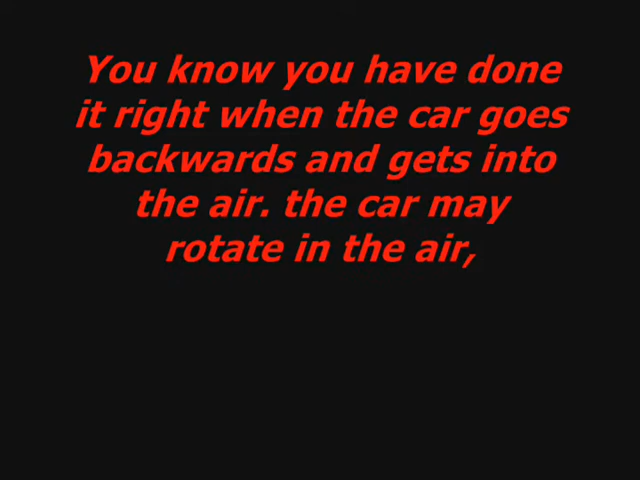 You know you have done
it right when the car goes
backwards and gets into
the air. the car may
rotate in the air,